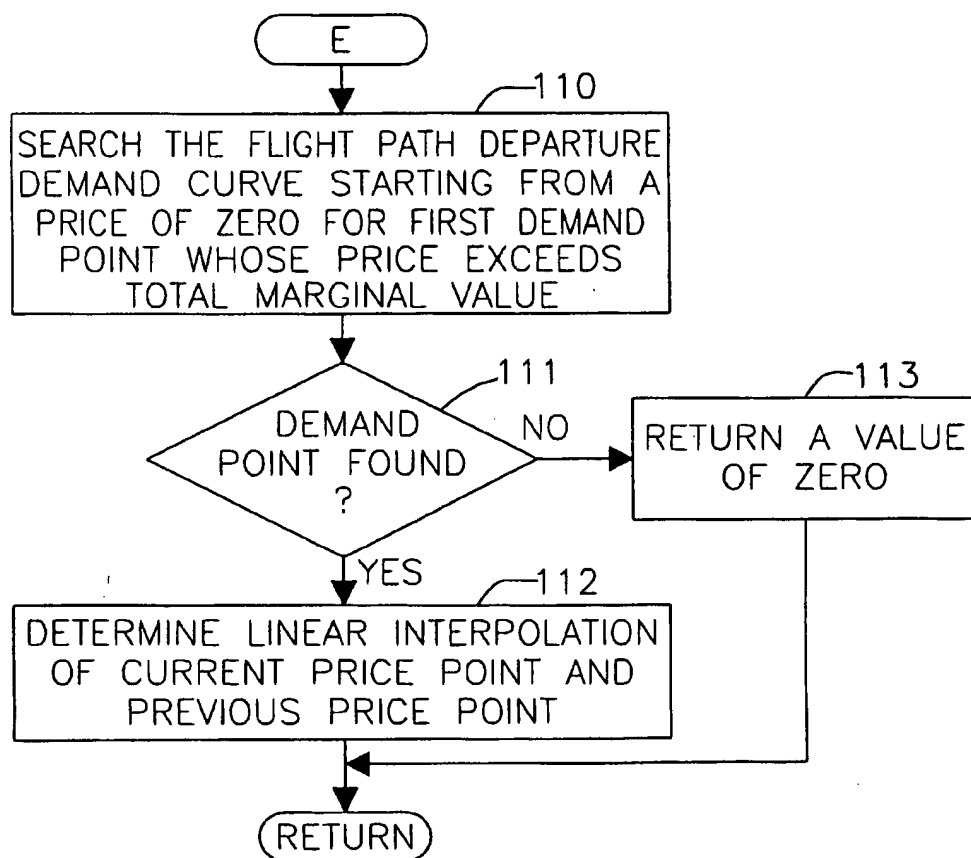 E
110
SEARCH THE FLIGHT PATH DEPARTURE
DEMAND CURVE STARTING FROM A
PRICE OF ZERO FOR FIRST DEMAND
POINT WHOSE PRICE EXCEEDS
TOTAL MARGINAL VALUE
111
DEMAND
POINT FOUND
?
NO
113
RETURN A VALUE
OF ZERO
YES
112
DETERMINE LINEAR INTERPOLATION
OF CURRENT PRICE POINT AND
PREVIOUS PRICE POINT
RETURN